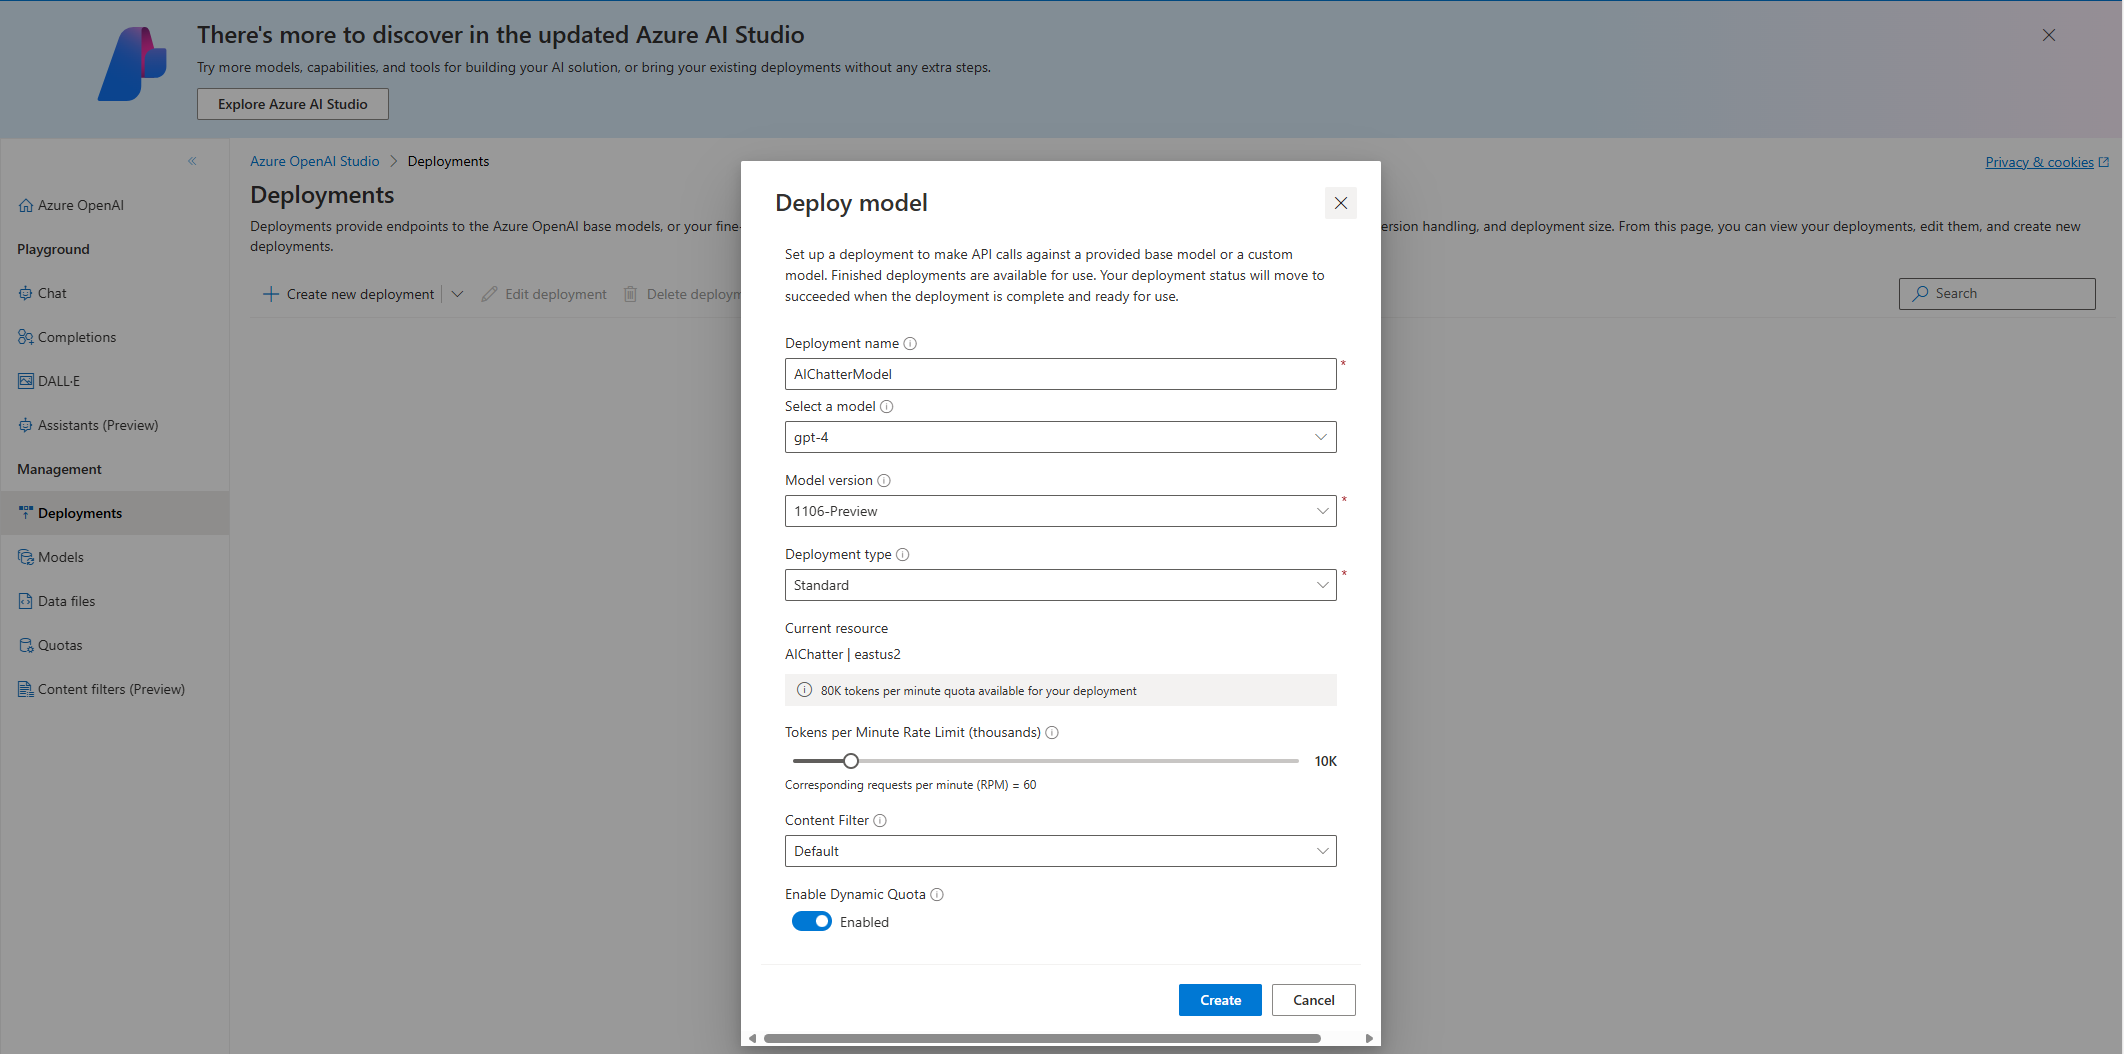 There's more to discover in the updated Azure AI Studio
Try more models, capabilities, and tools for building your AI solution, or bring your existing deployments without any extra steps.
Explore Azure AI Studio
Azure OpenAI
Playground
Chat
Completions
DALL·E
Assistants (Preview)
Management
Deployments
Models
Data files
Quotas
Content filters (Preview)
Azure OpenAI Studio > Deployments
Privacy & cookies
Deployments
Deployments provide endpoints to the Azure OpenAI base models, or your fine-
ersion handling, and deployment size. From this page, you can view your deployments, edit them, and create new
deployments.
Create new deployment
Edit deployment
Delete deploym
Search
Deploy model
Set up a deployment to make API calls against a provided base model or a custom
model. Finished deployments are available for use. Your deployment status will move to
succeeded when the deployment is complete and ready for use.
Deployment name
AIChatterModel
*
Select a model
gpt-4
Model version
1106-Preview
*
Deployment type
Standard
*
Current resource
AIChatter | eastus2
80K tokens per minute quota available for your deployment
Tokens per Minute Rate Limit (thousands)
10K
Corresponding requests per minute (RPM) = 60
Content Filter
Default
Enable Dynamic Quota
Enabled
Create
Cancel